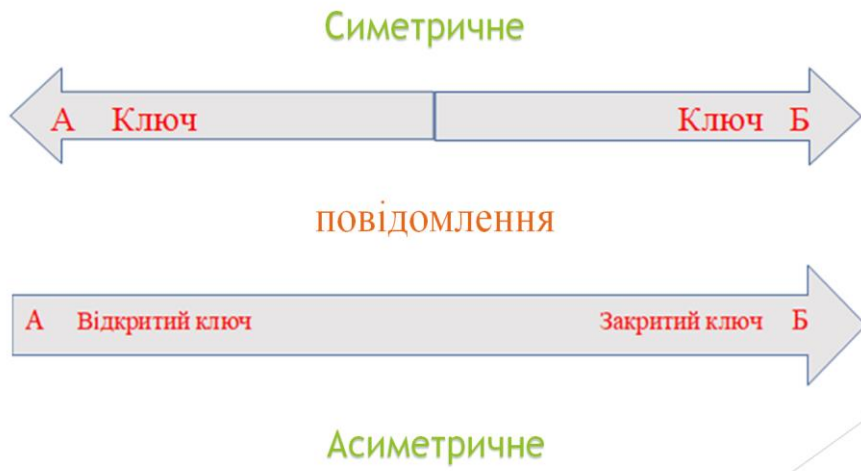 Симетричне
А Ключ Ключ Б
повідомлення
А Відкритий ключ Закритий ключ Б
Асиметричне